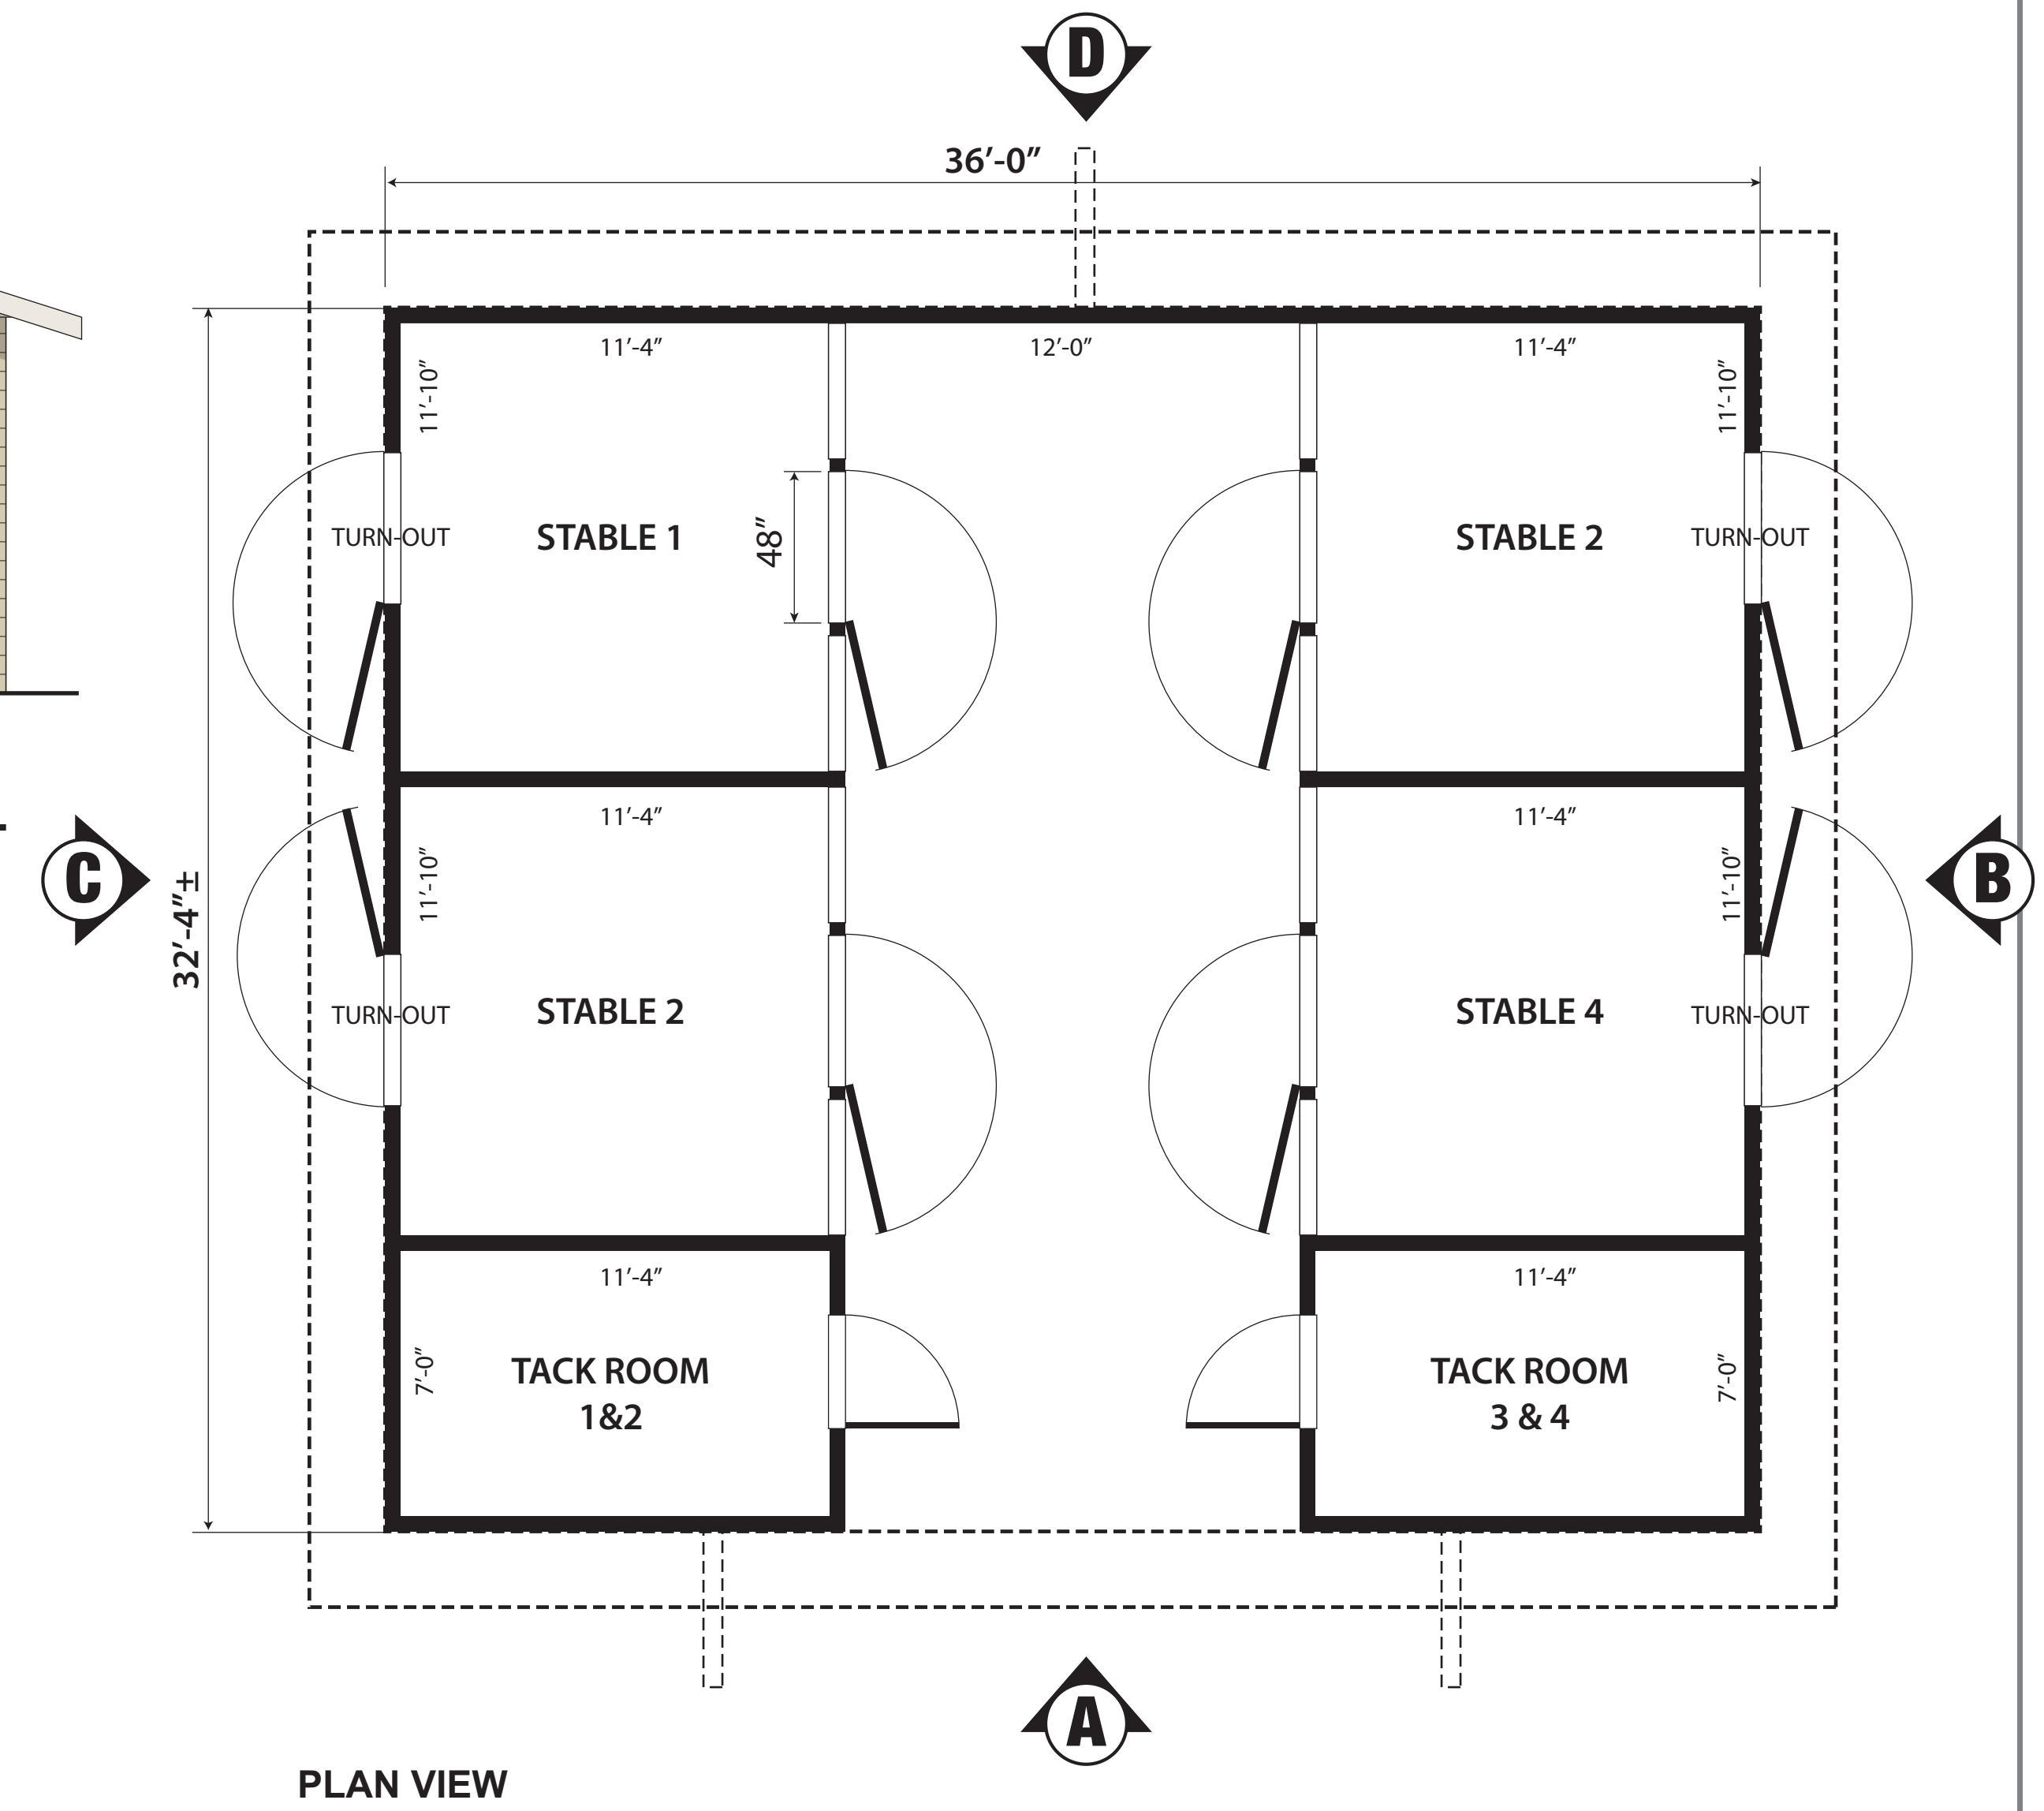 D
36′-0″
11′-4″
12′-0″
11′-4″
11′-10″
11′-10″
TURN-OUT
STABLE 1
48″
STABLE 2
TURN-OUT
11′-4″
11′-4″
C
11′-10″
11′-10″
B
32′-4″±
TURN-OUT
STABLE 2
STABLE 4
TURN-OUT
11′-4″
11′-4″
7′-0″
TACK ROOM
1&2
TACK ROOM
3 & 4
7′-0″
A
PLAN VIEW